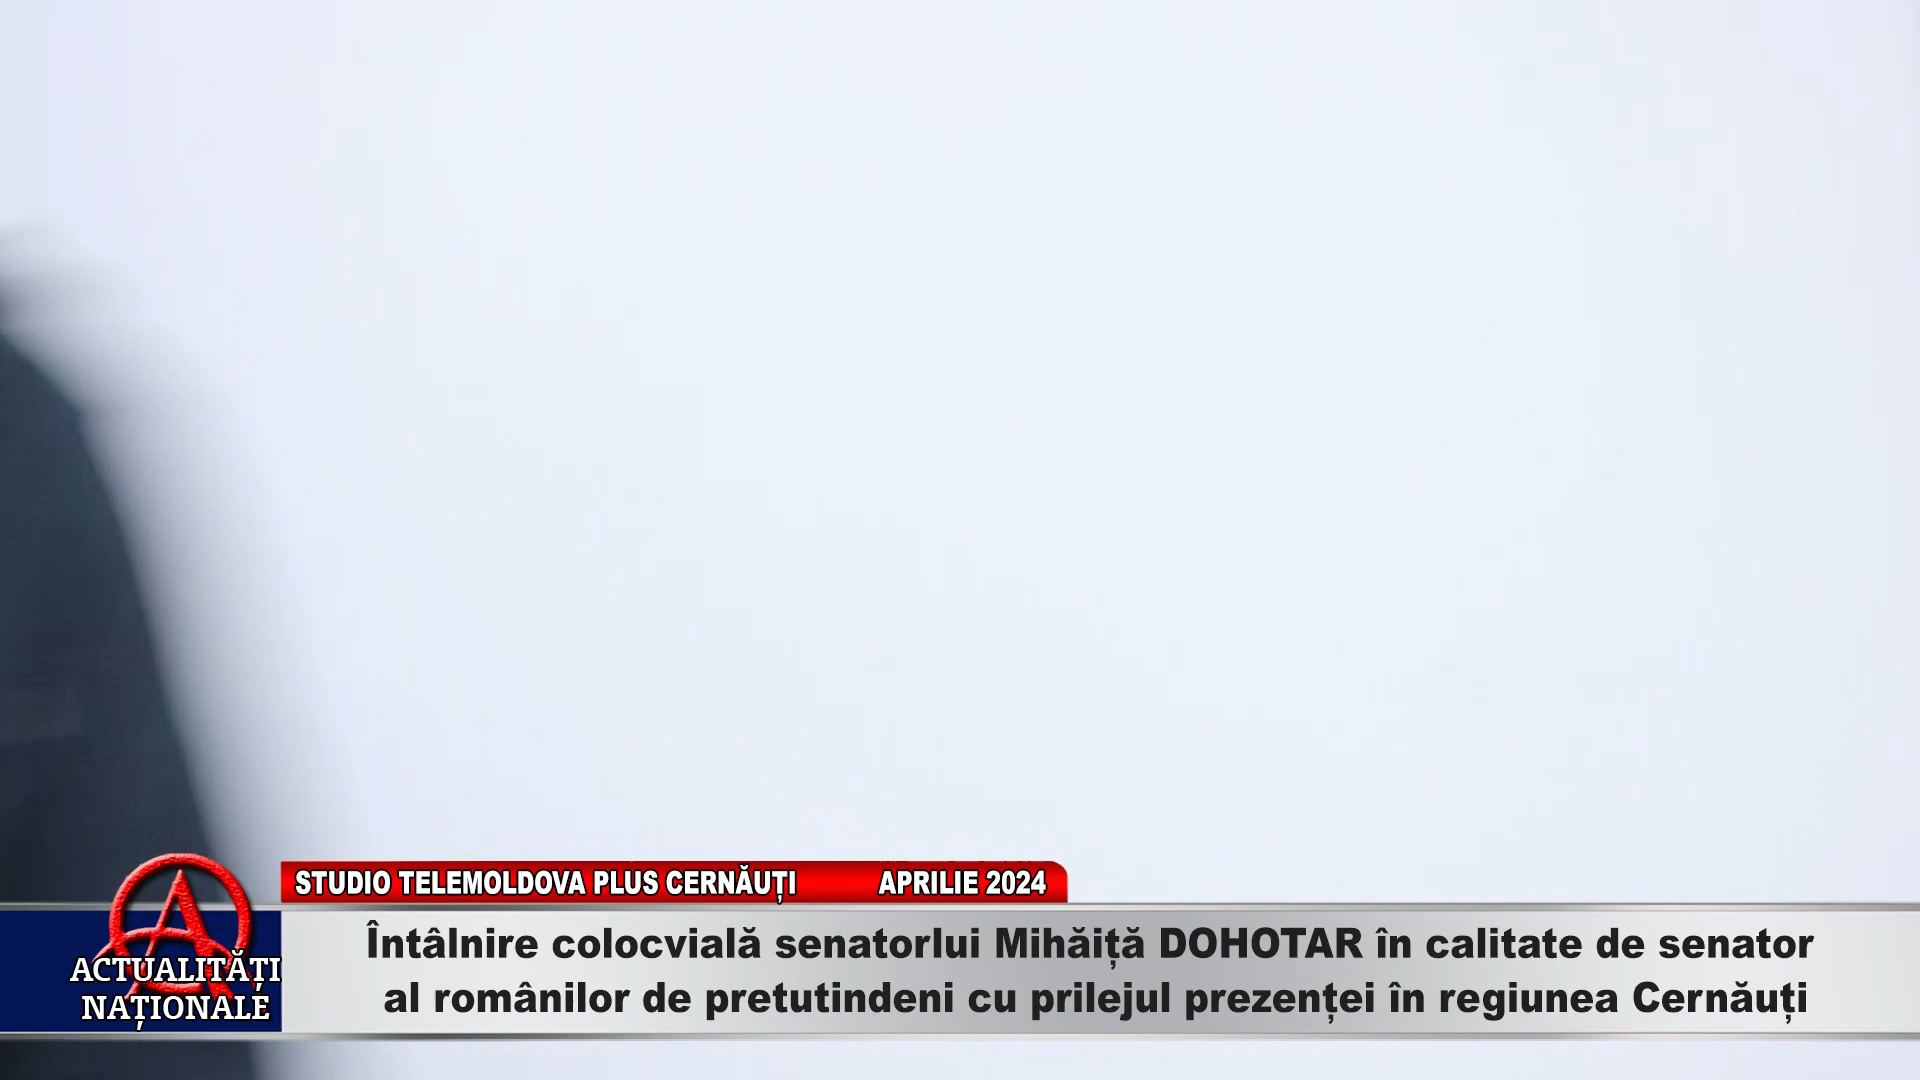 STUDIO TELEMOLDOVA PLUS CERNĂUȚI APRILIE 2024
Întâlnire colocvială senatorlui Mihăiță DOHOTAR în calitate de senator
al românilor de pretutindeni cu prilejul prezenței în regiunea Cernăuți
ACTUALITĂȚI
NAȚIONALE